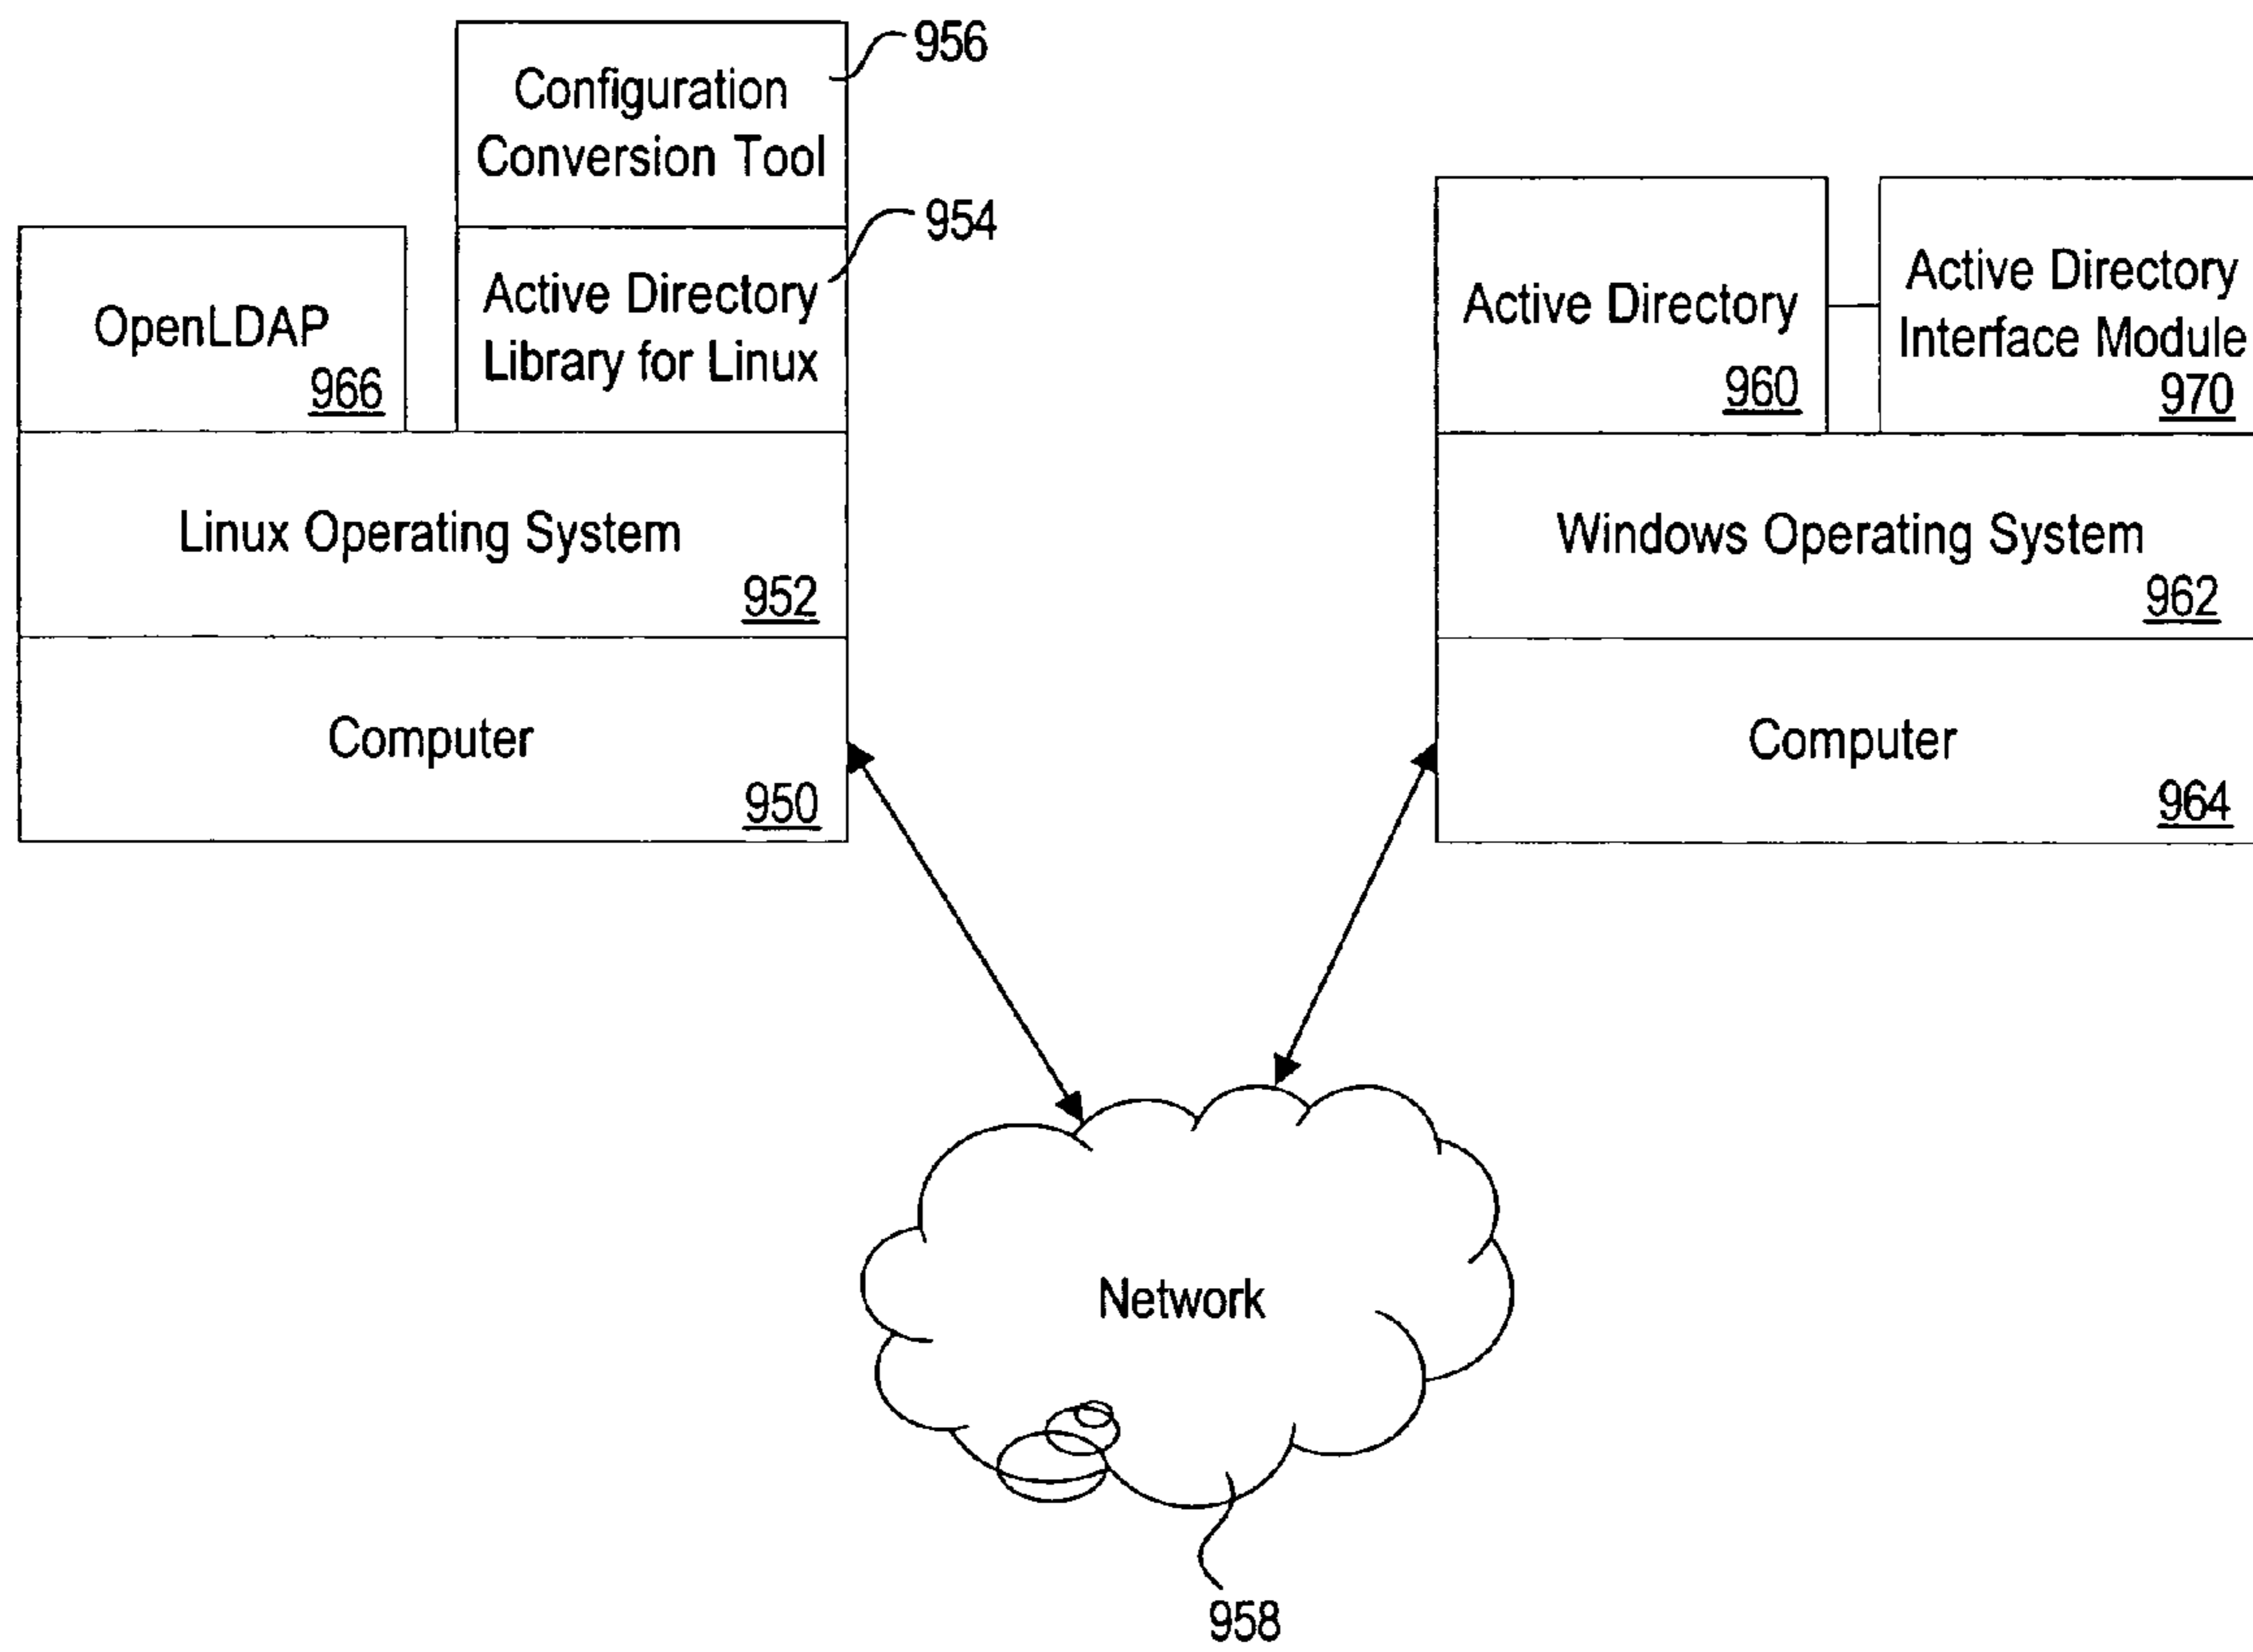 956
Configuration
Conversion Tool
954
Active Directory
Library for Linux
OpenLDAP
966
Linux Operating System
952
Computer
950
Active Directory
960
Active Directory
Interface Module
970
Windows Operating System
962
Computer
964
Network
958